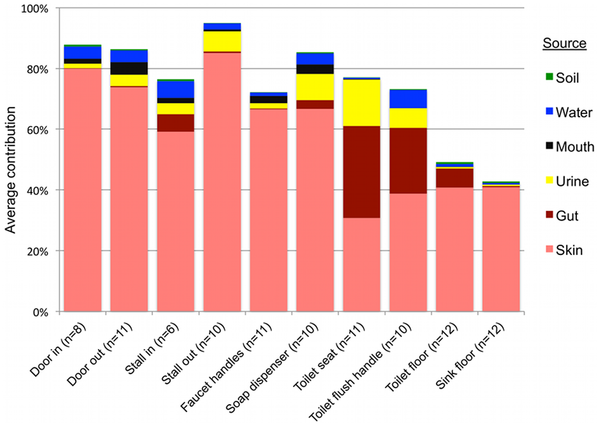 100%
80%
60%
40%
20%
0%
Average contribution
Door in (n=8)
Door out (n=11)
Stall in (n=6)
Stall out (n=10)
Faucet handles (n=11)
Soap dispenser (n=10)
Toilet seat (n=11)
Toilet flush handle (n=10)
Toilet floor (n=12)
Sink floor (n=12)
Source
Soil
Water
Mouth
Urine
Gut
Skin